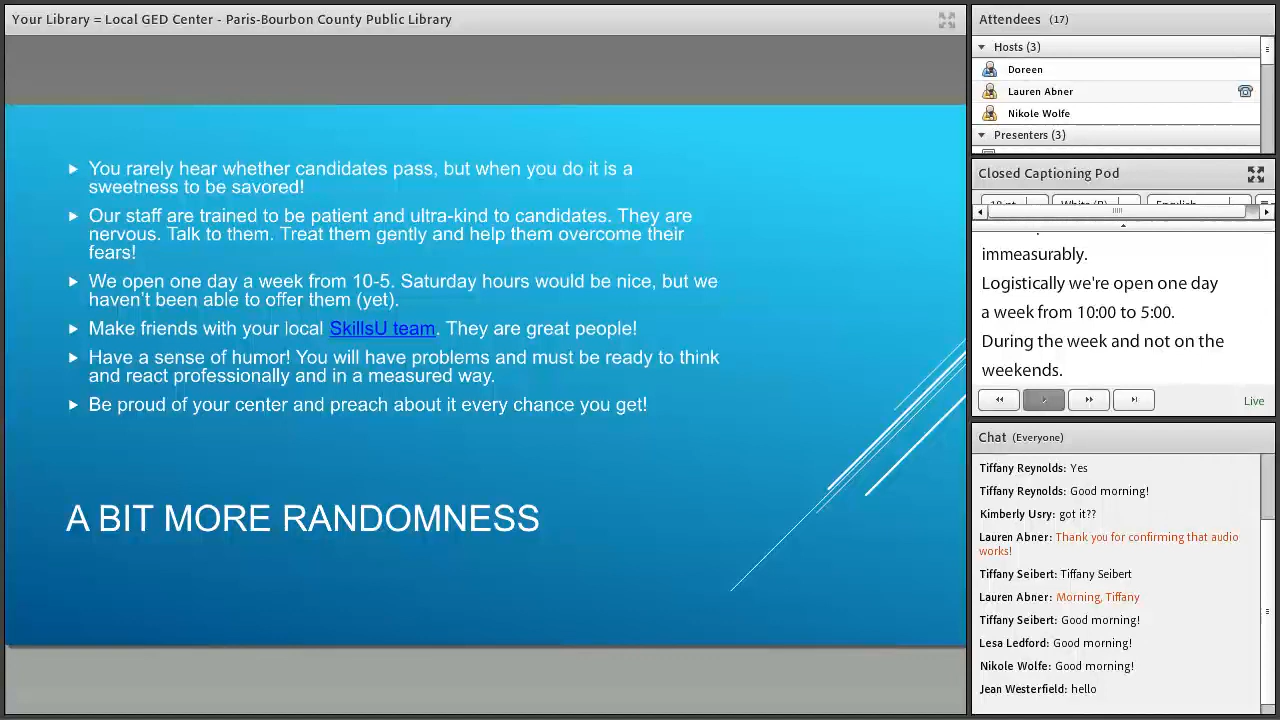 Your Library = Local GED Center - Paris-Bourbon County Public Library
You rarely hear whether candidates pass, but when you do it is a
sweetness to be savored!
Our staff are trained to be patient and ultra-kind to candidates. They are
nervous. Talk to them. Treat them gently and help them overcome their
fears!
We open one day a week from 10-5. Saturday hours would be nice, but we
haven't been able to offer them (yet).
Make friends with your local SkillsU team. They are great people!
Have a sense of humor! You will have problems and must be ready to think
and react professionally and in a measured way.
Be proud of your center and preach about it every chance you get!
A BIT MORE RANDOMNESS
Attendees (17)
Hosts (3)
Doreen
Lauren Abner
Nikole Wolfe
Presenters (3)
Closed Captioning Pod
immeasurably.
Logistically we're open one day
a week from 10:00 to 5:00.
During the week and not on the
weekends.
Live
Chat (Everyone)
Tiffany Reynolds: Yes
Tiffany Reynolds: Good morning!
Kimberly Usry: got it??
Lauren Abner: Thank you for confirming that audio
works!
Tiffany Seibert: Tiffany Seibert
Lauren Abner: Morning, Tiffany
Tiffany Seibert: Good morning!
Lesa Ledford: Good morning!
Nikole Wolfe: Good morning!
Jean Westerfield: hello